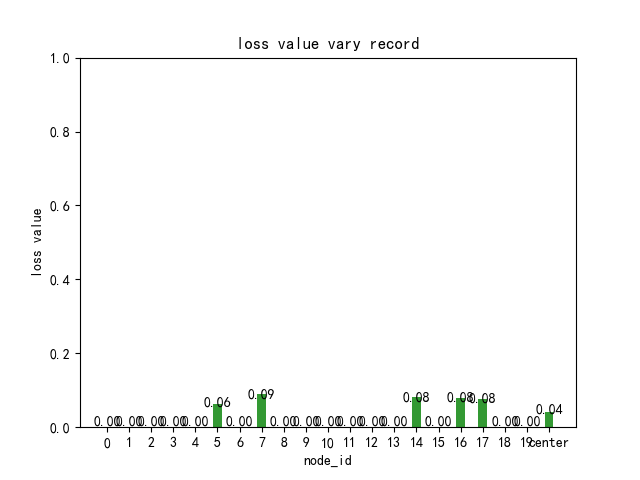 loss value vary record
1.0
0.8
0.6
0.4
0.2
0.0
loss value
0.00 0.00 0.00 0.00 0.00 0.06 0.00 0.09 0.00 0.00 0.00 0.00 0.00 0.00 0.08 0.00 0.08 0.08 0.00 0.00 0.04
0 1 2 3 4 5 6 7 8 9 10 11 12 13 14 15 16 17 18 19 center
node_id